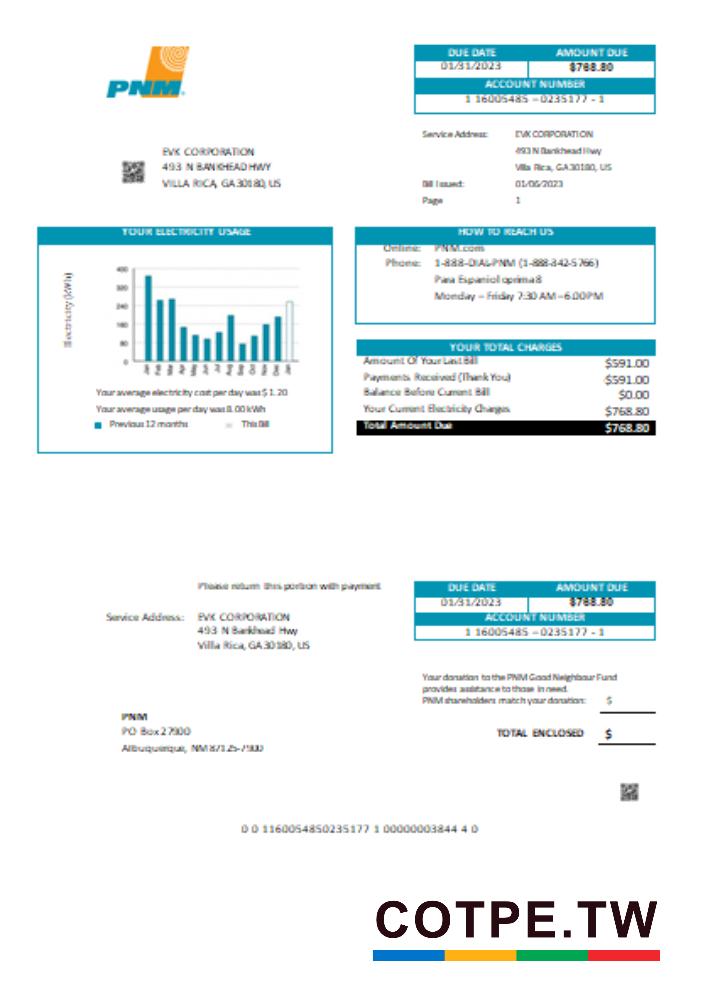 PNM
DUE DATE AMOUNT DUE
01/31/2023 $768.80
ACCOUNT NUMBER
1 16005485 – 0235177 - 1
Service Address: EVK CORPORATION
493 N Bankhead Hwy
Villa Rica, GA 30180, US
Bill Issued: 01/06/2023
Page 1
EVK CORPORATION
493 N BANKHEAD HWY
VILLA RICA, GA 30180, US
YOUR ELECTRICITY USAGE
Electricity (kWh)
400
320
240
160
80
0
Jan Feb Mar Apr May Jun Jul Aug Sep Oct Nov Dec Jan
Your average electricity cost per day was $ 1.20
Your average usage per day was 8.00 kWh
Previous 12 months This Bill
HOW TO REACH US
Online: PNM.com
Phone: 1-888-DIAL-PNM (1-888-342-5766)
Para Espaniol oprima 8
Monday – Friday 7:30 AM – 6:00 PM
YOUR TOTAL CHARGES
Amount Of Your Last Bill $591.00
Payments Received (Thank You) -$591.00
Balance Before Current Bill $0.00
Your Current Electricity Charges $768.80
Total Amount Due $768.80
Please return this portion with payment
DUE DATE AMOUNT DUE
01/31/2023 $768.80
ACCOUNT NUMBER
1 16005485 – 0235177 - 1
Service Address: EVK CORPORATION
493 N Bankhead Hwy
Villa Rica, GA 30180, US
Your donation to the PNM Good Neighbour Fund
provides assistance to those in need.
PNM shareholders match your donation: $
PNM
PO Box 27900
Albuquerque, NM 87125-7900
TOTAL ENCLOSED $
0 0 1160054850235177 1 00000003844 4 0
COTPE.TW